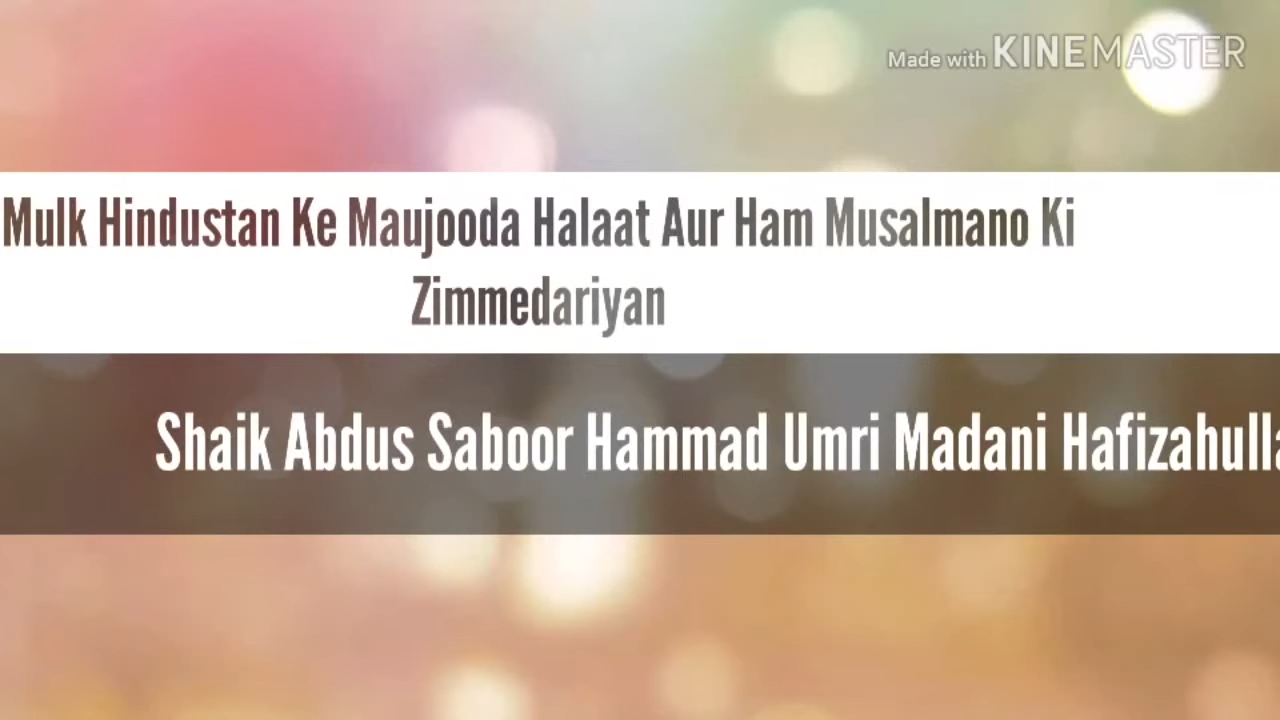 Made with KINEMASTER
Mulk Hindustan Ke Maujooda Halaat Aur Ham Musalmano Ki
Zimmedariyan
Shaik Abdus Saboor Hammad Umri Madani Hafizahulla